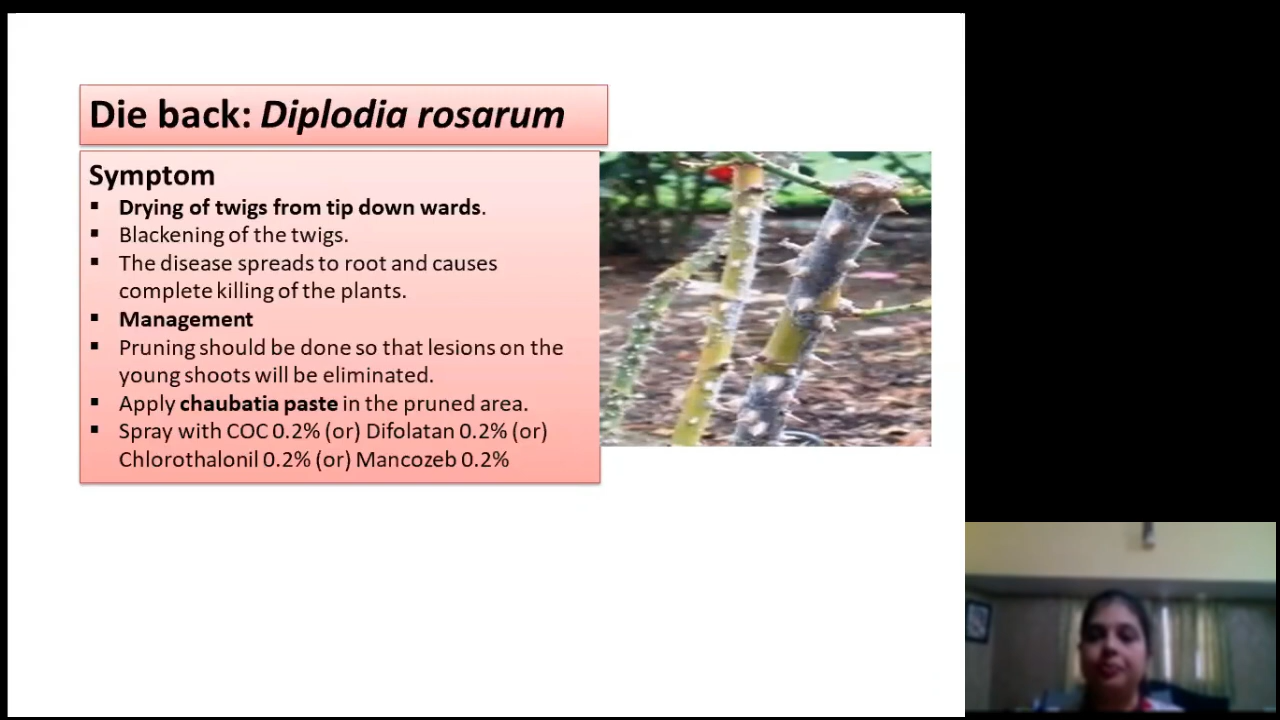 Die back: Diplodia rosarum
Symptom
▪ Drying of twigs from tip down wards.
▪ Blackening of the twigs.
▪ The disease spreads to root and causes
complete killing of the plants.
▪ Management
▪ Pruning should be done so that lesions on the
young shoots will be eliminated.
▪ Apply chaubatia paste in the pruned area.
▪ Spray with COC 0.2% (or) Difolatan 0.2% (or)
Chlorothalonil 0.2% (or) Mancozeb 0.2%